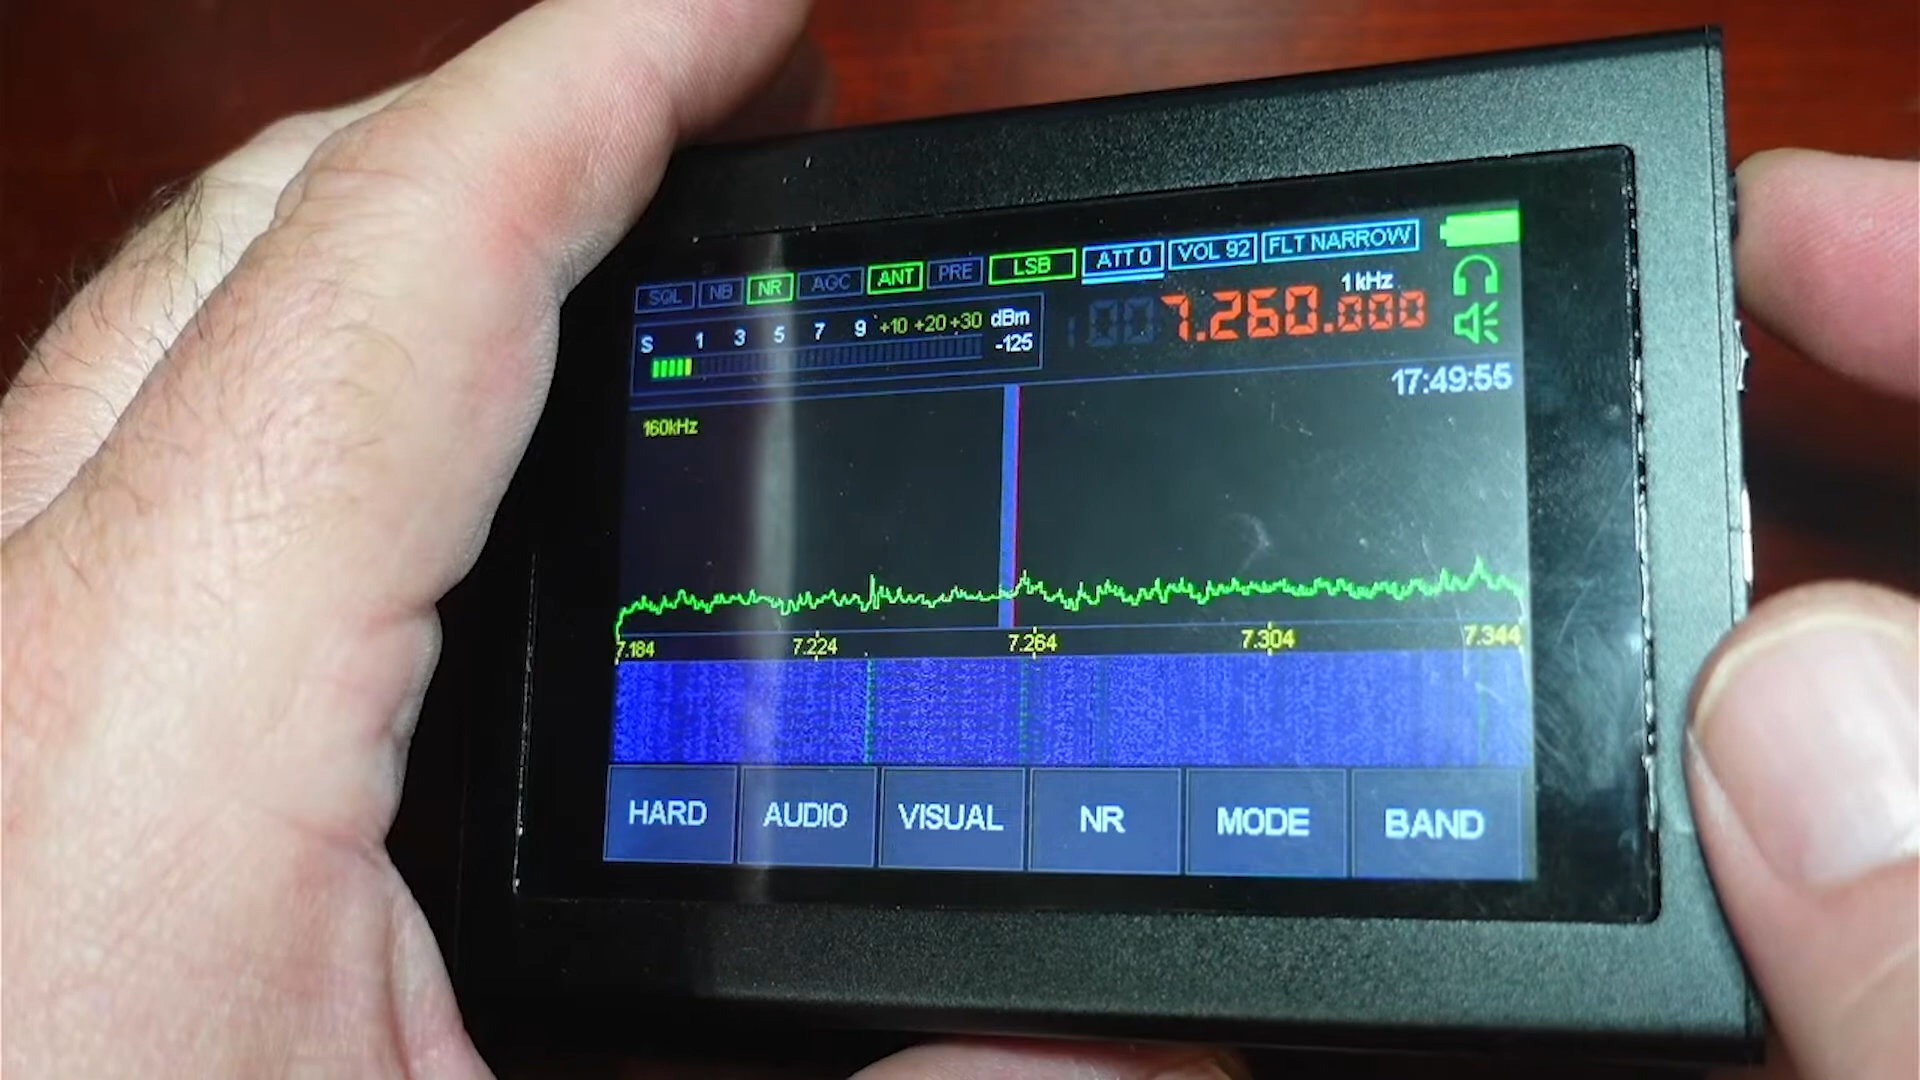 SQL NB NR AGC ANT PRE LSB ATT 0 VOL 92 FLT NARROW
S 1 3 5 7 9 +10 +20 +30 dBm
-125
1kHz
7.260.000
17:49:55
160kHz
7.184 7.224 7.264 7.304 7.344
HARD AUDIO VISUAL NR MODE BAND